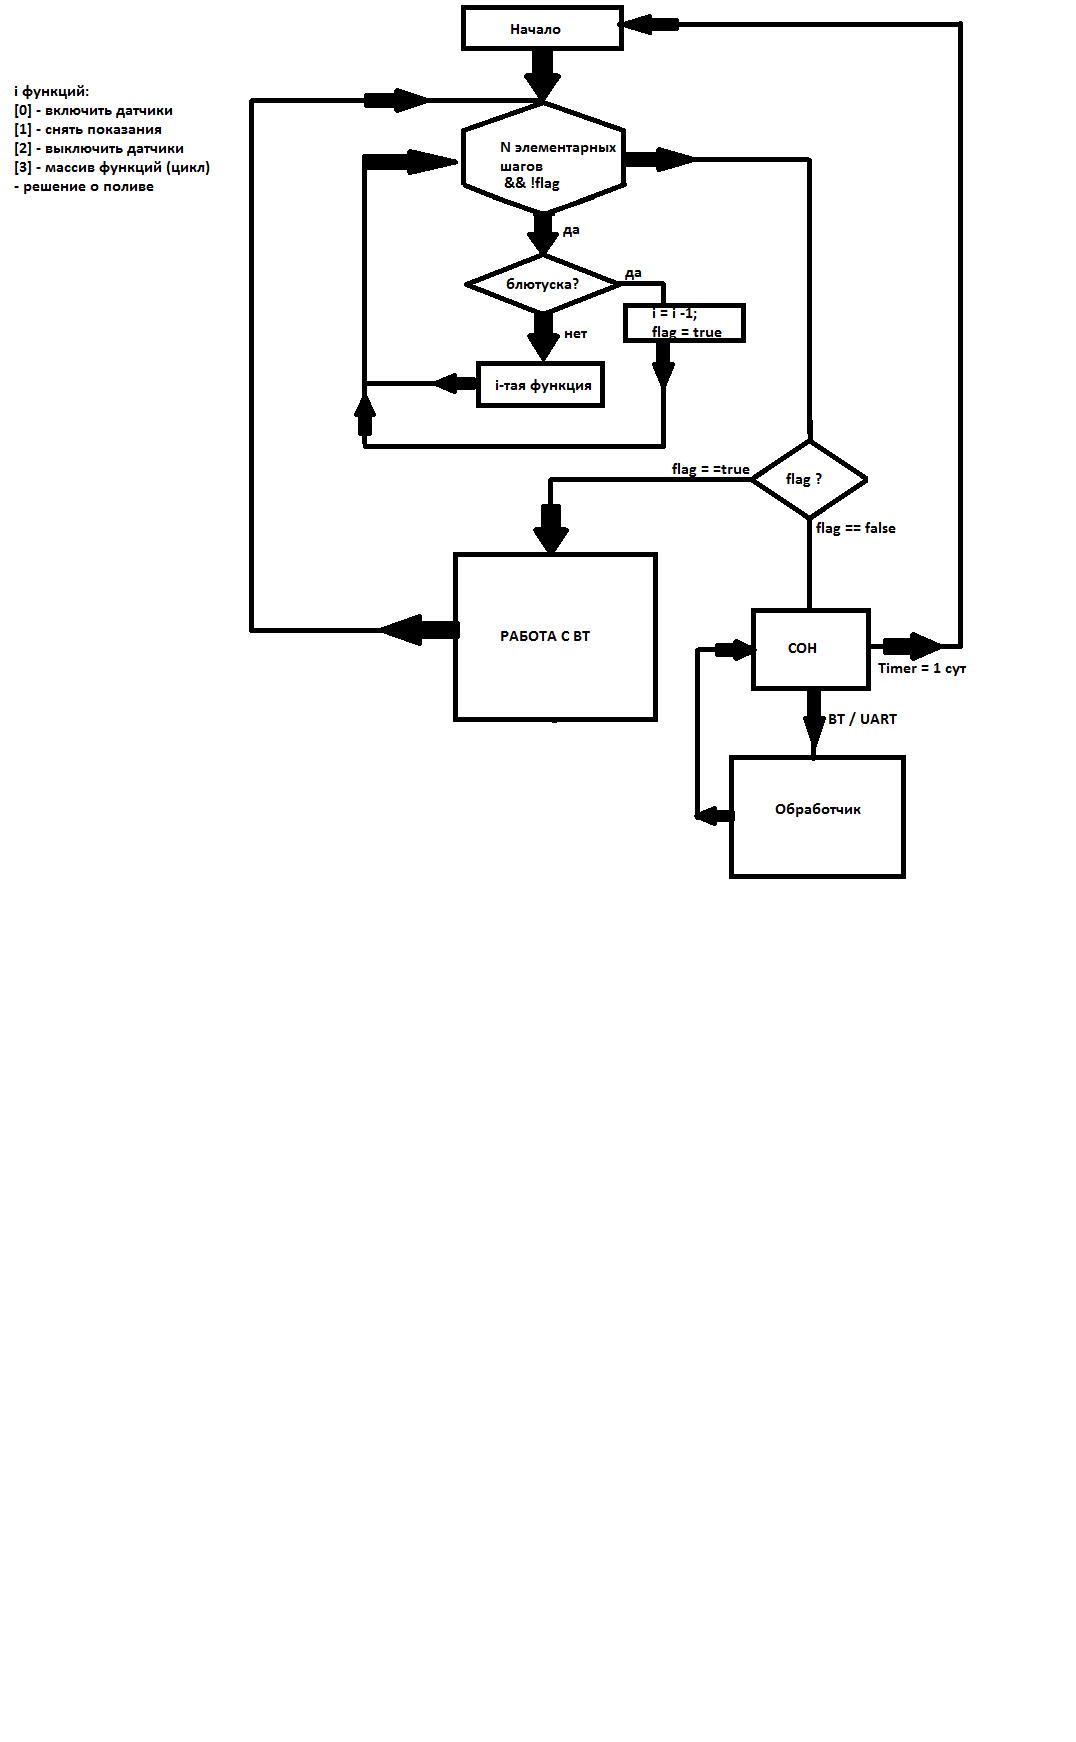 Начало
i функций:
[0] - включить датчики
[1] - снять показания
[2] - выключить датчики
[3] - массив функций (цикл)
- решение о поливе
N элементарных
шагов
&& !flag
да
блютуска?
да
i = i -1;
flag = true
нет
i-тая функция
flag = =true
flag ?
flag == false
РАБОТА С ВТ
СОН
Timer = 1 сут
BT / UART
Обработчик